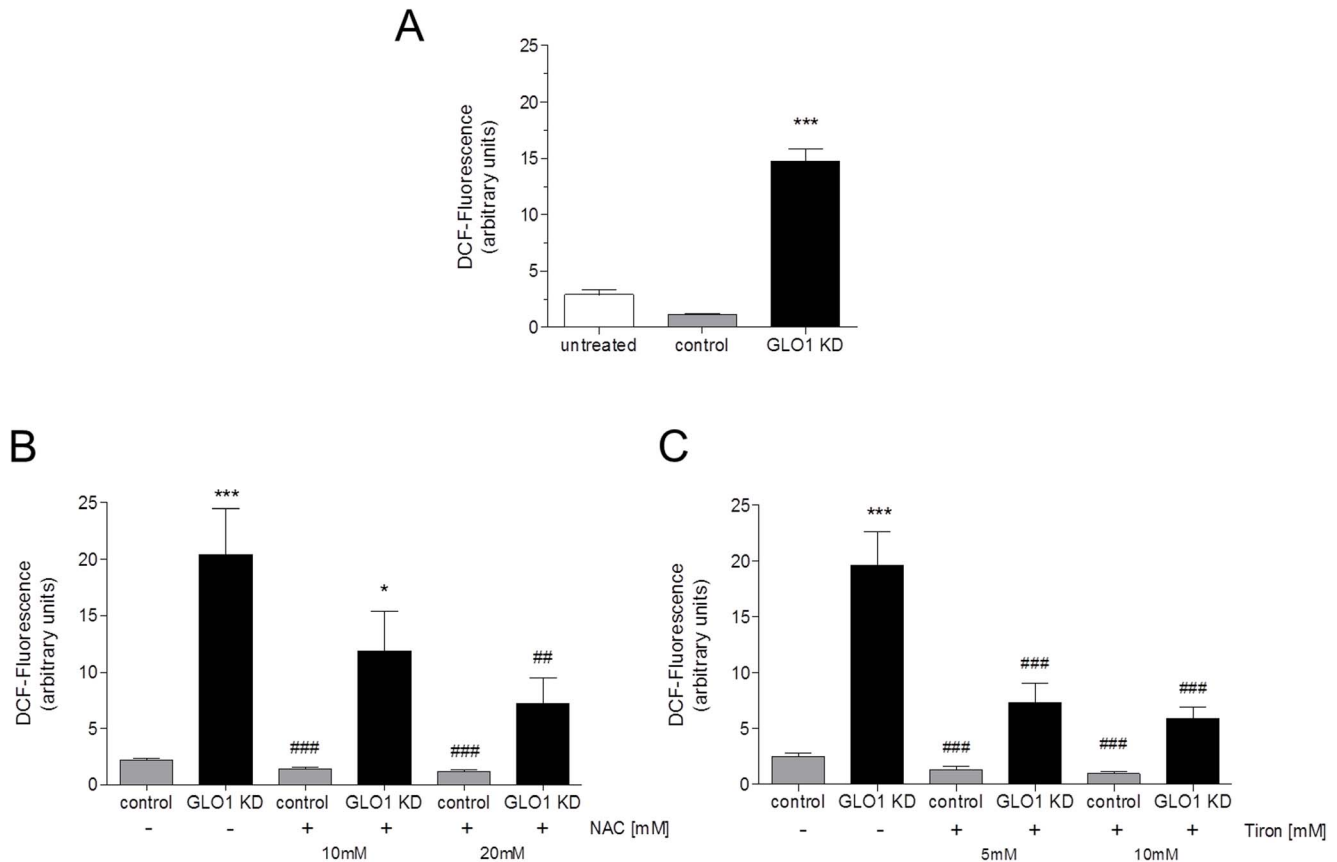 A
25
20
15
10
5
0
DCF-Fluorescence
(arbitrary units)
***
untreated control GLO1 KD
B
25
20
15
10
5
0
DCF-Fluorescence
(arbitrary units)
***
###
*
###
##
control GLO1 KD control GLO1 KD control GLO1 KD
- - + + + + NAC [mM]
10mM 20mM
C
25
20
15
10
5
0
DCF-Fluorescence
(arbitrary units)
***
###
###
###
###
control GLO1 KD control GLO1 KD control GLO1 KD
- - + + + + Tiron [mM]
5mM 10mM